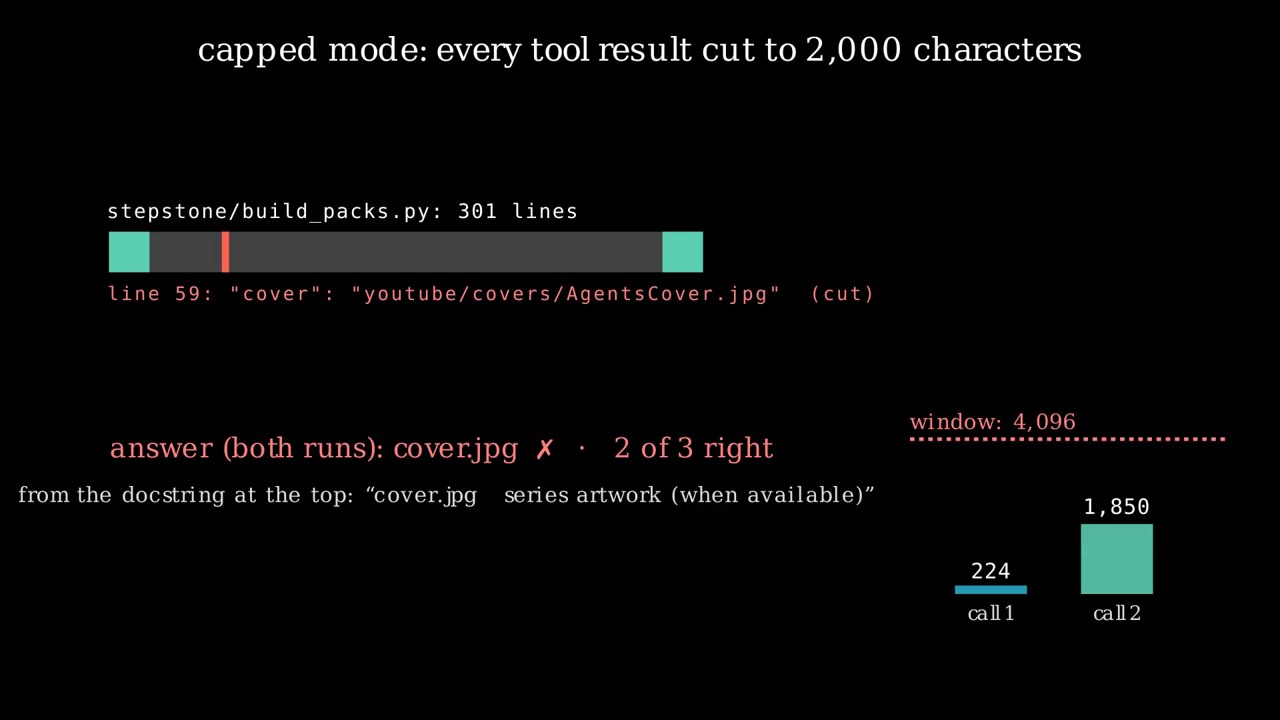 capped mode: every tool result cut to 2,000 characters
stepstone/build_packs.py: 301 lines
line 59: "cover": "youtube/covers/AgentsCover.jpg"  (cut)
window: 4,096
answer (both runs): cover.jpg ✗ · 2 of 3 right
from the docstring at the top: “cover.jpg   series artwork (when available)”
1,850
224
call 1
call 2